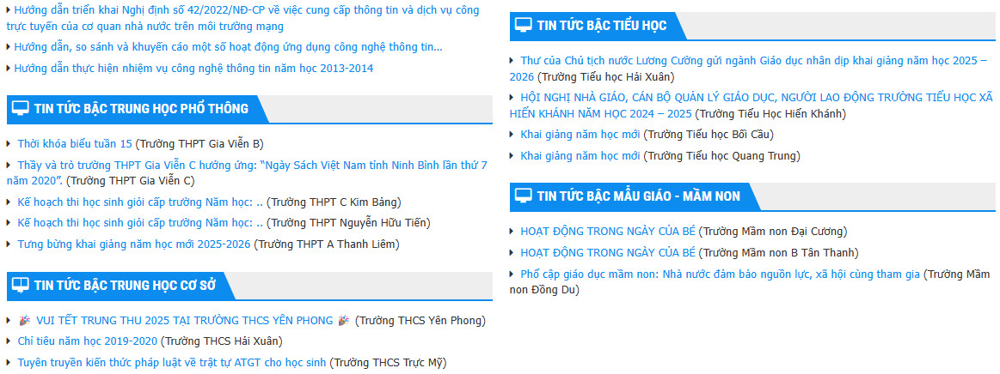 Hướng dẫn triển khai Nghị định số 42/2022/NĐ-CP về việc cung cấp thông tin và dịch vụ công
trực tuyến của cơ quan nhà nước trên môi trường mạng
Hướng dẫn, so sánh và khuyến cáo một số hoạt động ứng dụng công nghệ thông tin...
Hướng dẫn thực hiện nhiệm vụ công nghệ thông tin năm học 2013-2014
TIN TỨC BẬC TRUNG HỌC PHỔ THÔNG
Thời khóa biểu tuần 15 (Trường THPT Gia Viễn B)
Thầy và trò trường THPT Gia Viễn C hưởng ứng: “Ngày Sách Việt Nam tỉnh Ninh Bình lần thứ 7
năm 2020”. (Trường THPT Gia Viễn C)
Kế hoạch thi học sinh giỏi cấp trường Năm học: .. (Trường THPT C Kim Bảng)
Kế hoạch thi học sinh giỏi cấp trường Năm học: .. (Trường THPT Nguyễn Hữu Tiến)
Tưng bừng khai giảng năm học mới 2025-2026 (Trường THPT A Thanh Liêm)
TIN TỨC BẬC TRUNG HỌC CƠ SỞ
🎉 VUI TẾT TRUNG THU 2025 TẠI TRƯỜNG THCS YÊN PHONG 🎉 (Trường THCS Yên Phong)
Chỉ tiêu năm học 2019-2020 (Trường THCS Hải Xuân)
Tuyên truyền kiến thức pháp luật về trật tự ATGT cho học sinh (Trường THCS Trực Mỹ)
TIN TỨC BẬC TIỂU HỌC
Thư của Chủ tịch nước Lương Cường gửi ngành Giáo dục nhân dịp khai giảng năm học 2025 –
2026 (Trường Tiểu học Hải Xuân)
HỘI NGHỊ NHÀ GIÁO, CÁN BỘ QUẢN LÝ GIÁO DỤC, NGƯỜI LAO ĐỘNG TRƯỜNG TIỂU HỌC XÃ
HIỂN KHÁNH NĂM HỌC 2024 – 2025 (Trường Tiểu Học Hiển Khánh)
Khai giảng năm học mới (Trường Tiểu học Bối Cầu)
Khai giảng năm học mới (Trường Tiểu học Quang Trung)
TIN TỨC BẬC MẪU GIÁO - MẦM NON
HOẠT ĐỘNG TRONG NGÀY CỦA BÉ (Trường Mầm non Đại Cương)
HOẠT ĐỘNG TRONG NGÀY CỦA BÉ (Trường Mầm non B Tân Thanh)
Phổ cập giáo dục mầm non: Nhà nước đảm bảo nguồn lực, xã hội cùng tham gia (Trường Mầm
non Đồng Du)